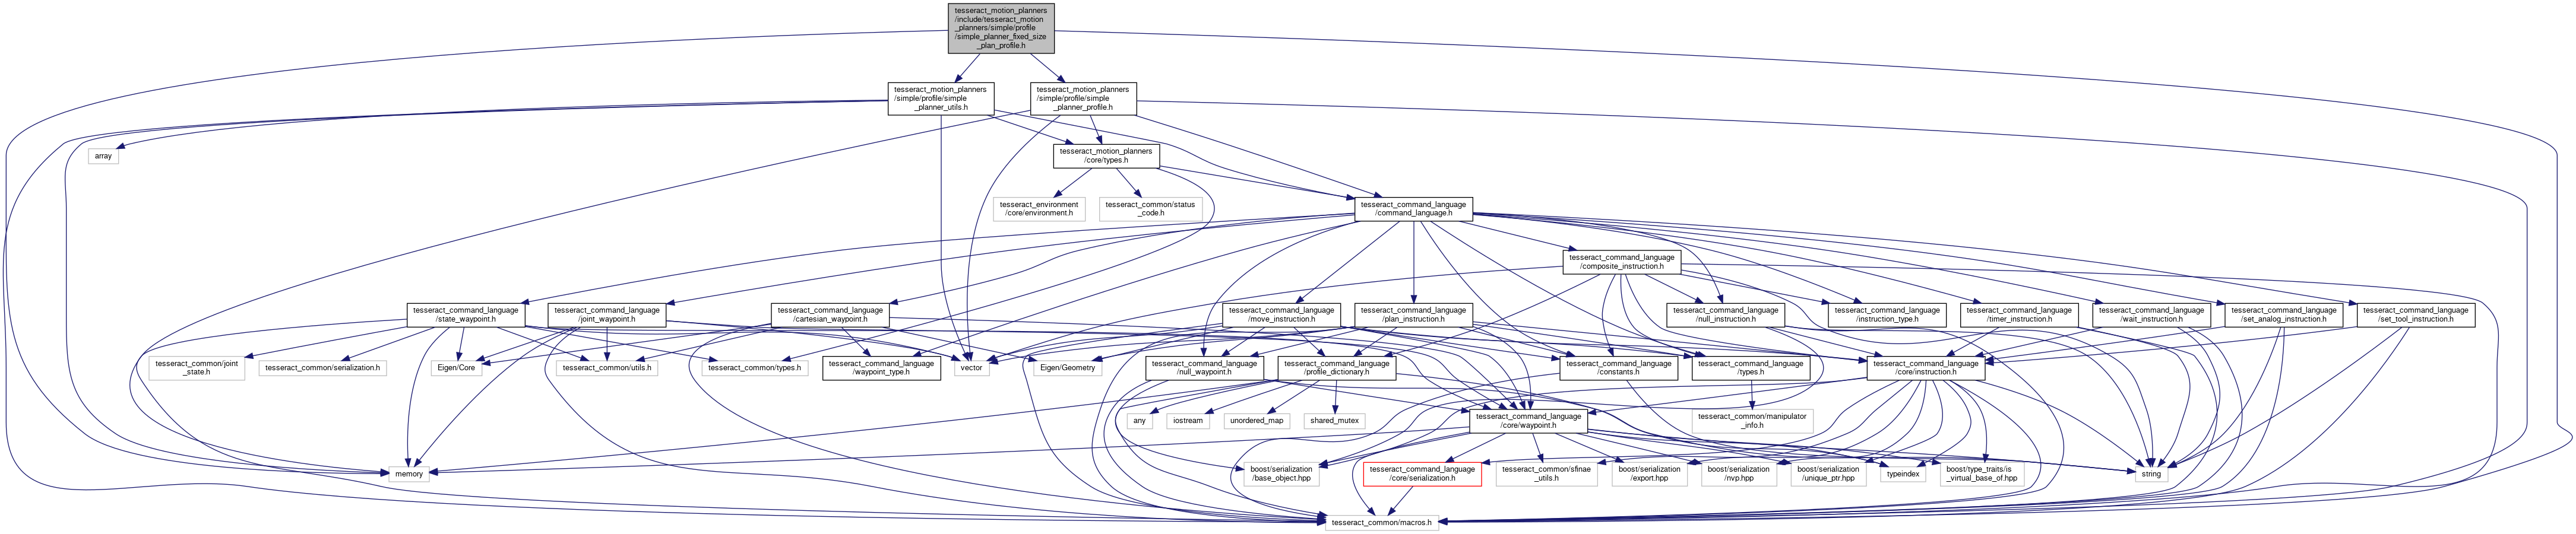 tesseract_motion_planners
/include/tesseract_motion
_planners/simple/profile
/simple_planner_fixed_size
_plan_profile.h
tesseract_motion_planners
/simple/profile/simple
_planner_utils.h
tesseract_motion_planners
/simple/profile/simple
_planner_profile.h
array
tesseract_motion_planners
/core/types.h
tesseract_environment
/core/environment.h
tesseract_common/status
_code.h
tesseract_command_language
/command_language.h
tesseract_command_language
/composite_instruction.h
tesseract_command_language
/state_waypoint.h
tesseract_command_language
/joint_waypoint.h
tesseract_command_language
/cartesian_waypoint.h
tesseract_command_language
/move_instruction.h
tesseract_command_language
/plan_instruction.h
tesseract_command_language
/null_instruction.h
tesseract_command_language
/instruction_type.h
tesseract_command_language
/timer_instruction.h
tesseract_command_language
/wait_instruction.h
tesseract_command_language
/set_analog_instruction.h
tesseract_command_language
/set_tool_instruction.h
tesseract_common/joint
_state.h
tesseract_common/serialization.h
Eigen/Core
tesseract_common/utils.h
tesseract_common/types.h
tesseract_command_language
/waypoint_type.h
vector
Eigen/Geometry
tesseract_command_language
/null_waypoint.h
tesseract_command_language
/profile_dictionary.h
tesseract_command_language
/constants.h
tesseract_command_language
/types.h
tesseract_command_language
/core/instruction.h
any
iostream
unordered_map
shared_mutex
tesseract_command_language
/core/waypoint.h
tesseract_common/manipulator
_info.h
memory
boost/serialization
/base_object.hpp
tesseract_command_language
/core/serialization.h
tesseract_common/sfinae
_utils.h
boost/serialization
/export.hpp
boost/serialization
/nvp.hpp
boost/serialization
/unique_ptr.hpp
typeindex
boost/type_traits/is
_virtual_base_of.hpp
string
tesseract_common/macros.h